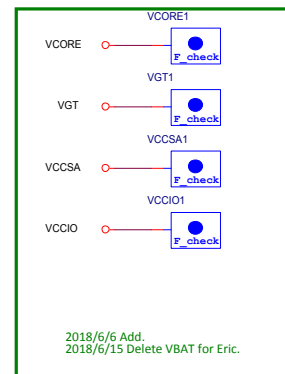 VCORE1
VCORE
F_check
VGT1
VGT
F_check
VCCSA1
VCCSA
F_check
VCCIO1
VCCIO
F_check
2018/6/6 Add.
2018/6/15 Delete VBAT for Eric.